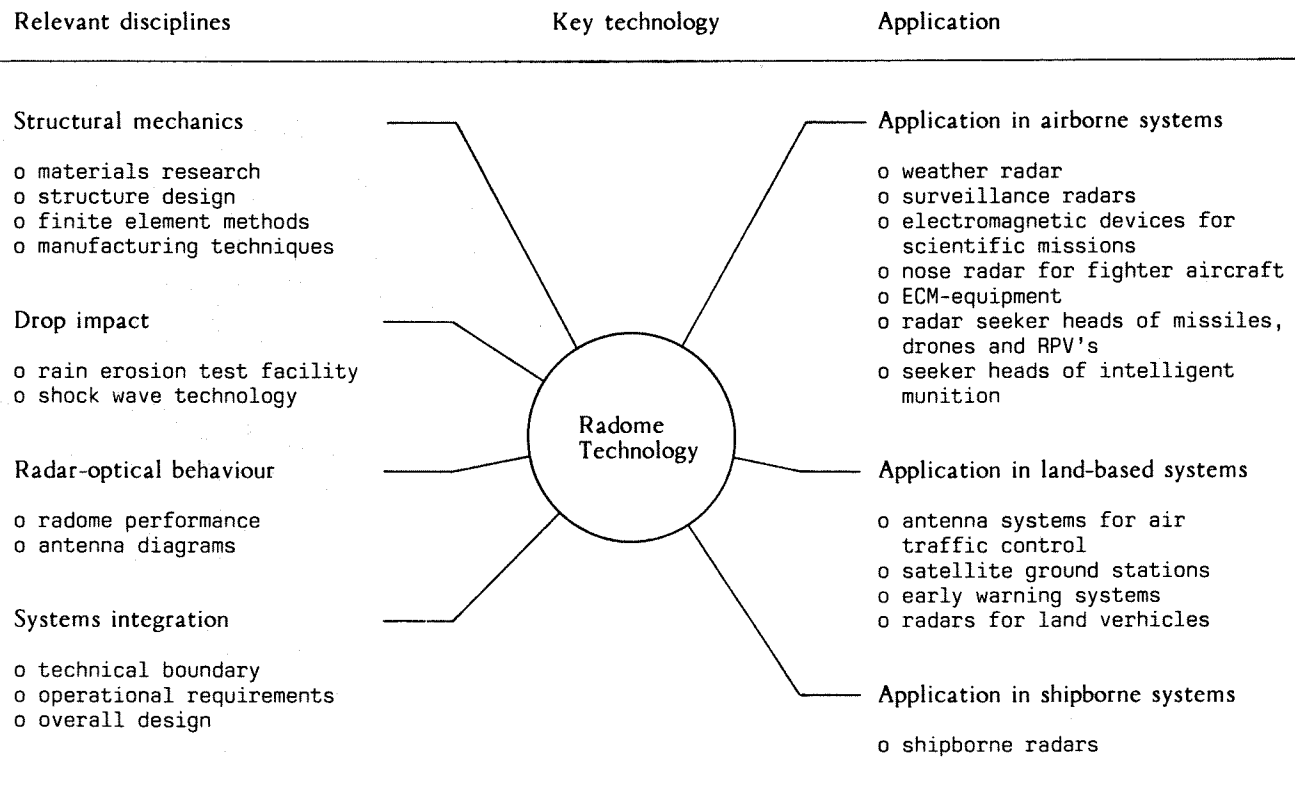 Relevant disciplines
Key technology
Application
Structural mechanics
o materials research
o structure design
o finite element methods
o manufacturing techniques
Drop impact
o rain erosion test facility
o shock wave technology
Radar-optical behaviour
o radome performance
o antenna diagrams
Systems integration
o technical boundary
o operational requirements
o overall design
Radome
Technology
Application in airborne systems
o weather radar
o surveillance radars
o electromagnetic devices for
scientific missions
o nose radar for fighter aircraft
o ECM-equipment
o radar seeker heads of missiles,
drones and RPV's
o seeker heads of intelligent
munition
Application in land-based systems
o antenna systems for air
traffic control
o satellite ground stations
o early warning systems
o radars for land verhicles
Application in shipborne systems
o shipborne radars